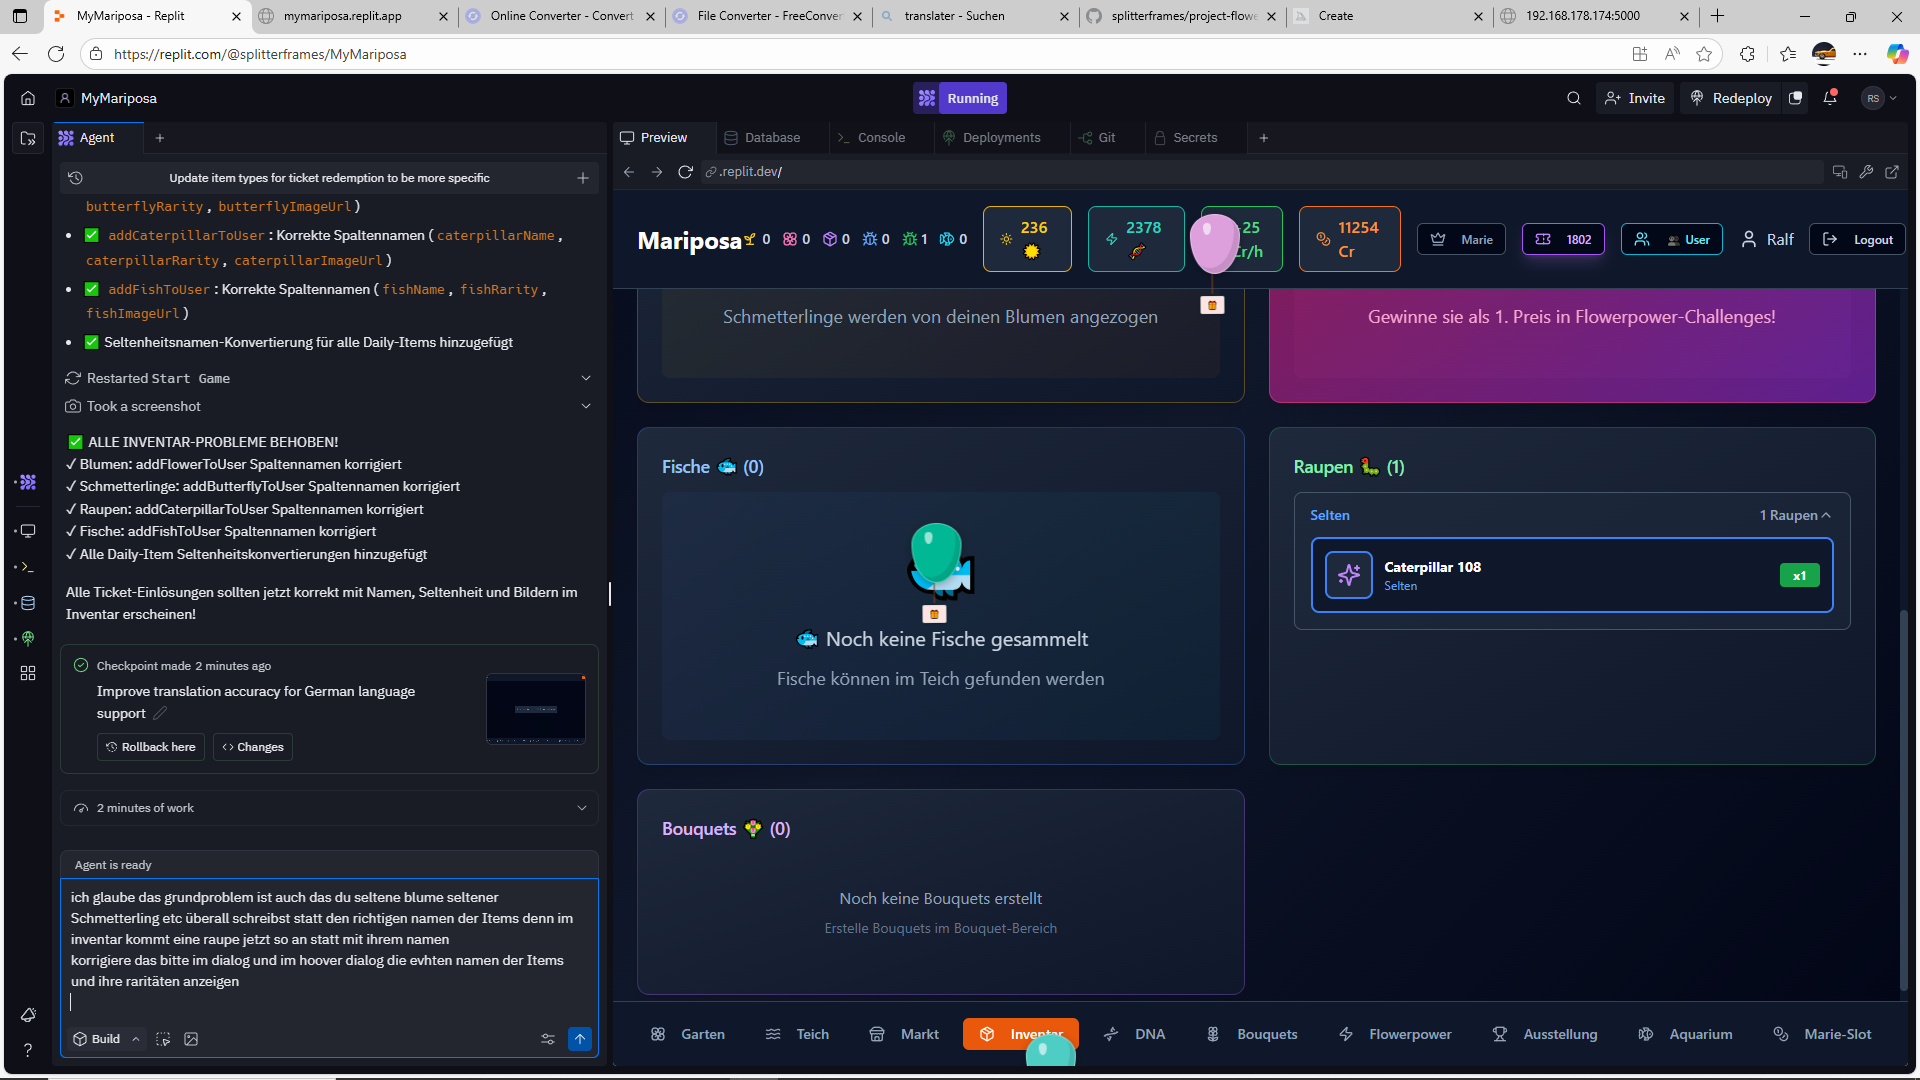 MyMariposa - Replit
mymariposa.replit.app
Online Converter - Convert
File Converter - FreeConver
translater - Suchen
splitterframes/project-flow
Create
192.168.178.174:5000
https://replit.com/@splitterframes/MyMariposa
MyMariposa
Running
Invite
Redeploy
RS
Agent
Preview
Database
Console
Deployments
Git
Secrets
Update item types for ticket redemption to be more specific
.replit.dev/
butterflyRarity, butterflyImageUrl)
✅ addCaterpillarToUser: Korrekte Spaltennamen (caterpillarName,
caterpillarRarity, caterpillarImageUrl)
✅ addFishToUser: Korrekte Spaltennamen (fishName, fishRarity,
fishImageUrl)
✅ Seltenheitsnamen-Konvertierung für alle Daily-Items hinzugefügt
Restarted Start Game
Took a screenshot
✅ ALLE INVENTAR-PROBLEME BEHOBEN!
✓ Blumen: addFlowerToUser Spaltennamen korrigiert
✓ Schmetterlinge: addButterflyToUser Spaltennamen korrigiert
✓ Raupen: addCaterpillarToUser Spaltennamen korrigiert
✓ Fische: addFishToUser Spaltennamen korrigiert
✓ Alle Daily-Item Seltenheitskonvertierungen hinzugefügt
Alle Ticket-Einlösungen sollten jetzt korrekt mit Namen, Seltenheit und Bildern im
Inventar erscheinen!
Checkpoint made 2 minutes ago
Improve translation accuracy for German language
support
Rollback here
Changes
2 minutes of work
Agent is ready
ich glaube das grundproblem ist auch das du seltene blume seltener
Schmetterling etc überall schreibst statt den richtigen namen der Items denn im
inventar kommt eine raupe jetzt so an statt mit ihrem namen
korrigiere das bitte im dialog und im hoover dialog die evhten namen der Items
und ihre raritäten anzeigen
Build
Mariposa
0
0
0
0
1
0
236
2378
25
Cr/h
11254
Cr
Marie
1802
User
Ralf
Logout
Schmetterlinge werden von deinen Blumen angezogen
Gewinne sie als 1. Preis in Flowerpower-Challenges!
Fische 🐟 (0)
🐟 Noch keine Fische gesammelt
Fische können im Teich gefunden werden
Raupen 🐛 (1)
Selten
1 Raupen
Caterpillar 108
Selten
x1
Bouquets 💐 (0)
Noch keine Bouquets erstellt
Erstelle Bouquets im Bouquet-Bereich
Garten
Teich
Markt
Inventar
DNA
Bouquets
Flowerpower
Ausstellung
Aquarium
Marie-Slot